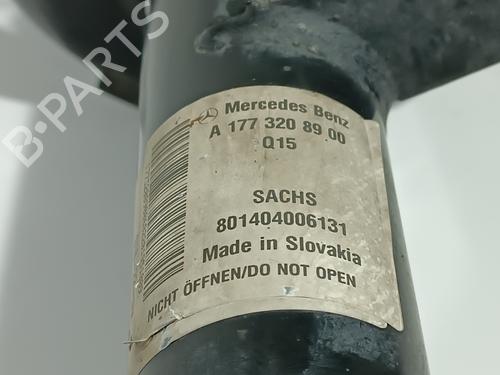 Mercedes Benz
A 177 320 89 00
Q15
SACHS
801404006131
Made in Slovakia
NICHT ÖFFNEN/DO NOT OPEN
B-PARTS